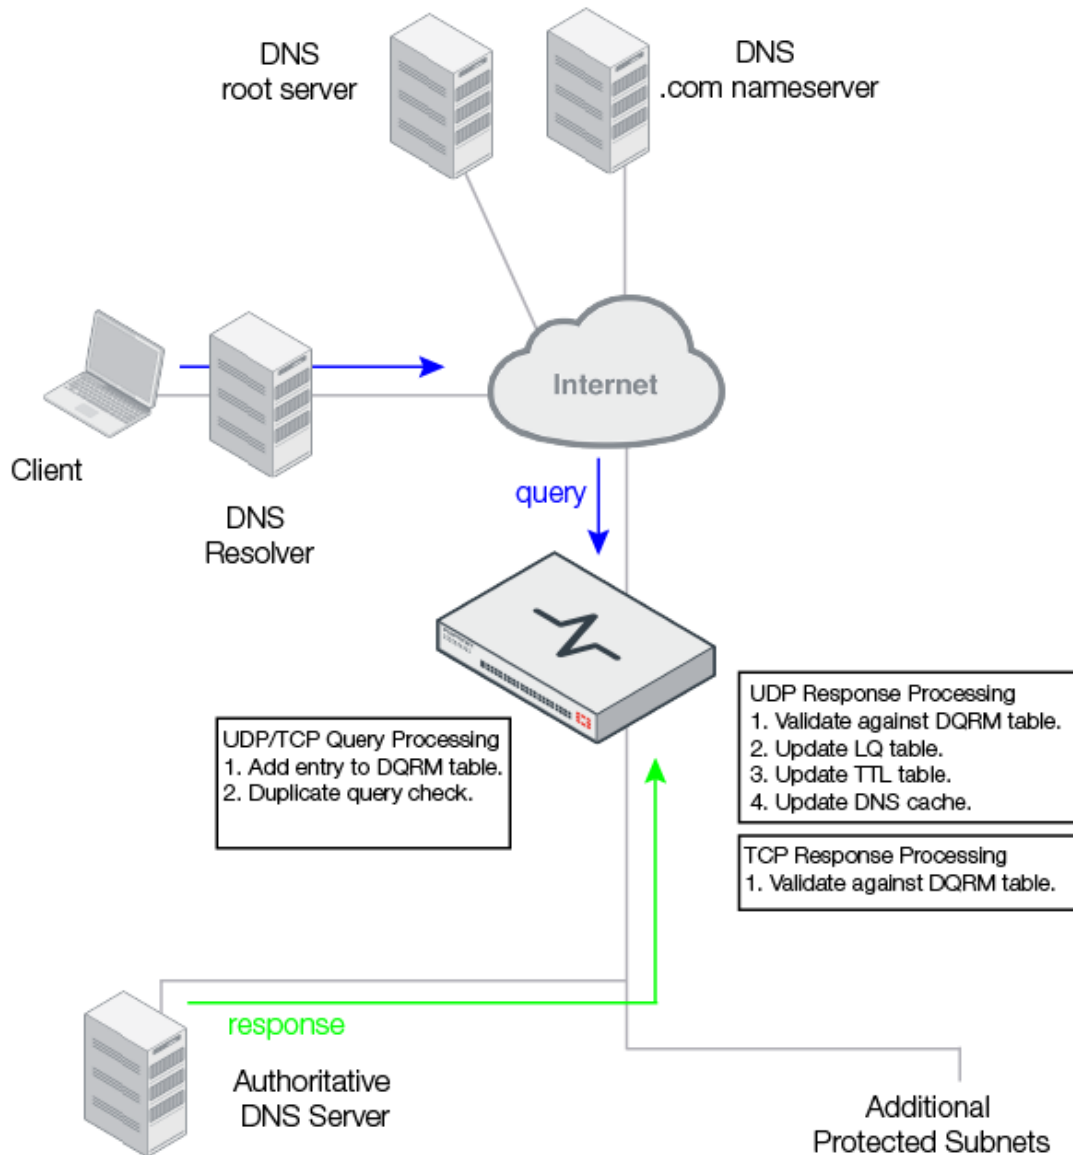 DNS
root server
DNS
.com nameserver
Internet
Client
DNS
Resolver
query
UDP/TCP Query Processing
1. Add entry to DQRM table.
2. Duplicate query check.
UDP Response Processing
1. Validate against DQRM table.
2. Update LQ table.
3. Update TTL table.
4. Update DNS cache.
TCP Response Processing
1. Validate against DQRM table.
response
Authoritative
DNS Server
Additional
Protected Subnets